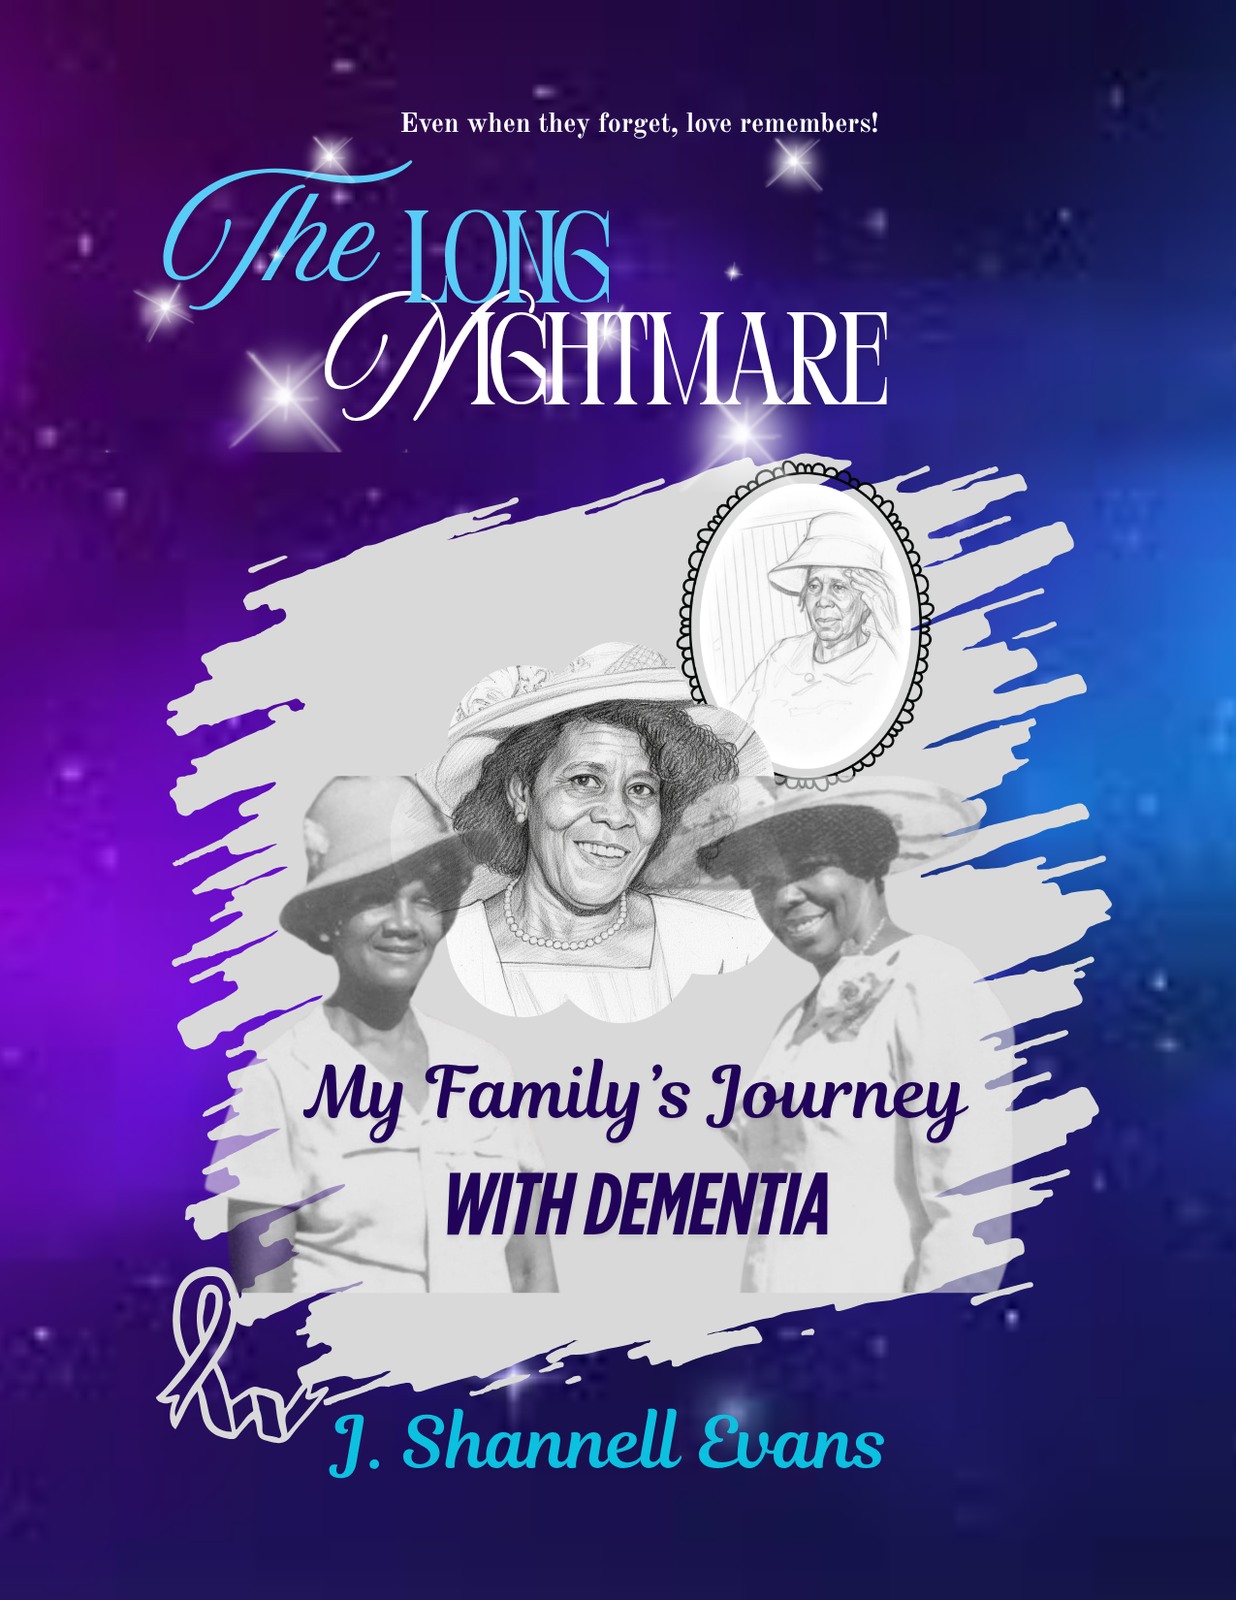 Even when they forget, love remembers!
The LONG
NIGHTMARE
My Family's Journey
WITH DEMENTIA
J. Shannell Evans